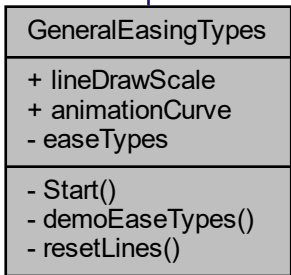 GeneralEasingTypes
+ lineDrawScale
+ animationCurve
- easeTypes
- Start()
- demoEaseTypes()
- resetLines()